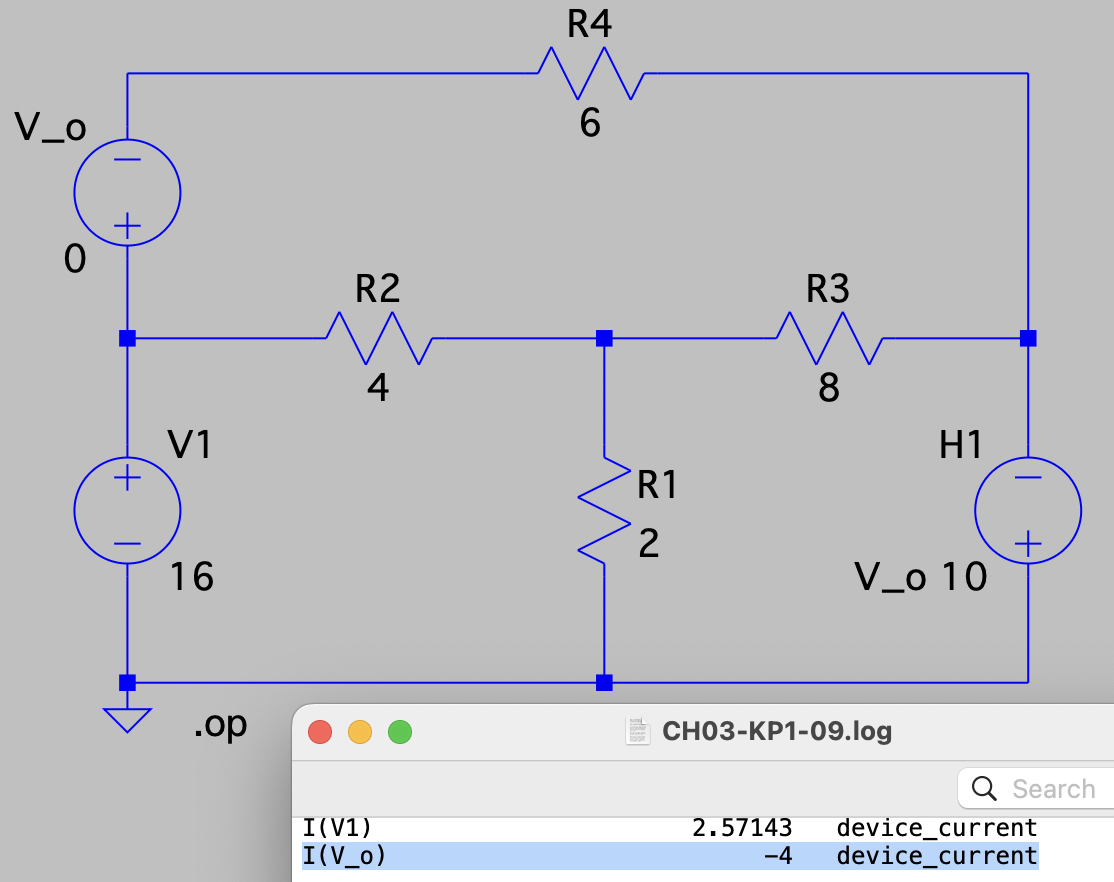 R4
6
V_o
0
R2
4
R3
8
V1
16
R1
2
H1
V_o 10
.op
CH03-KP1-09.log
Search
I(V1) 2.57143 device_current
I(V_o) -4 device_current